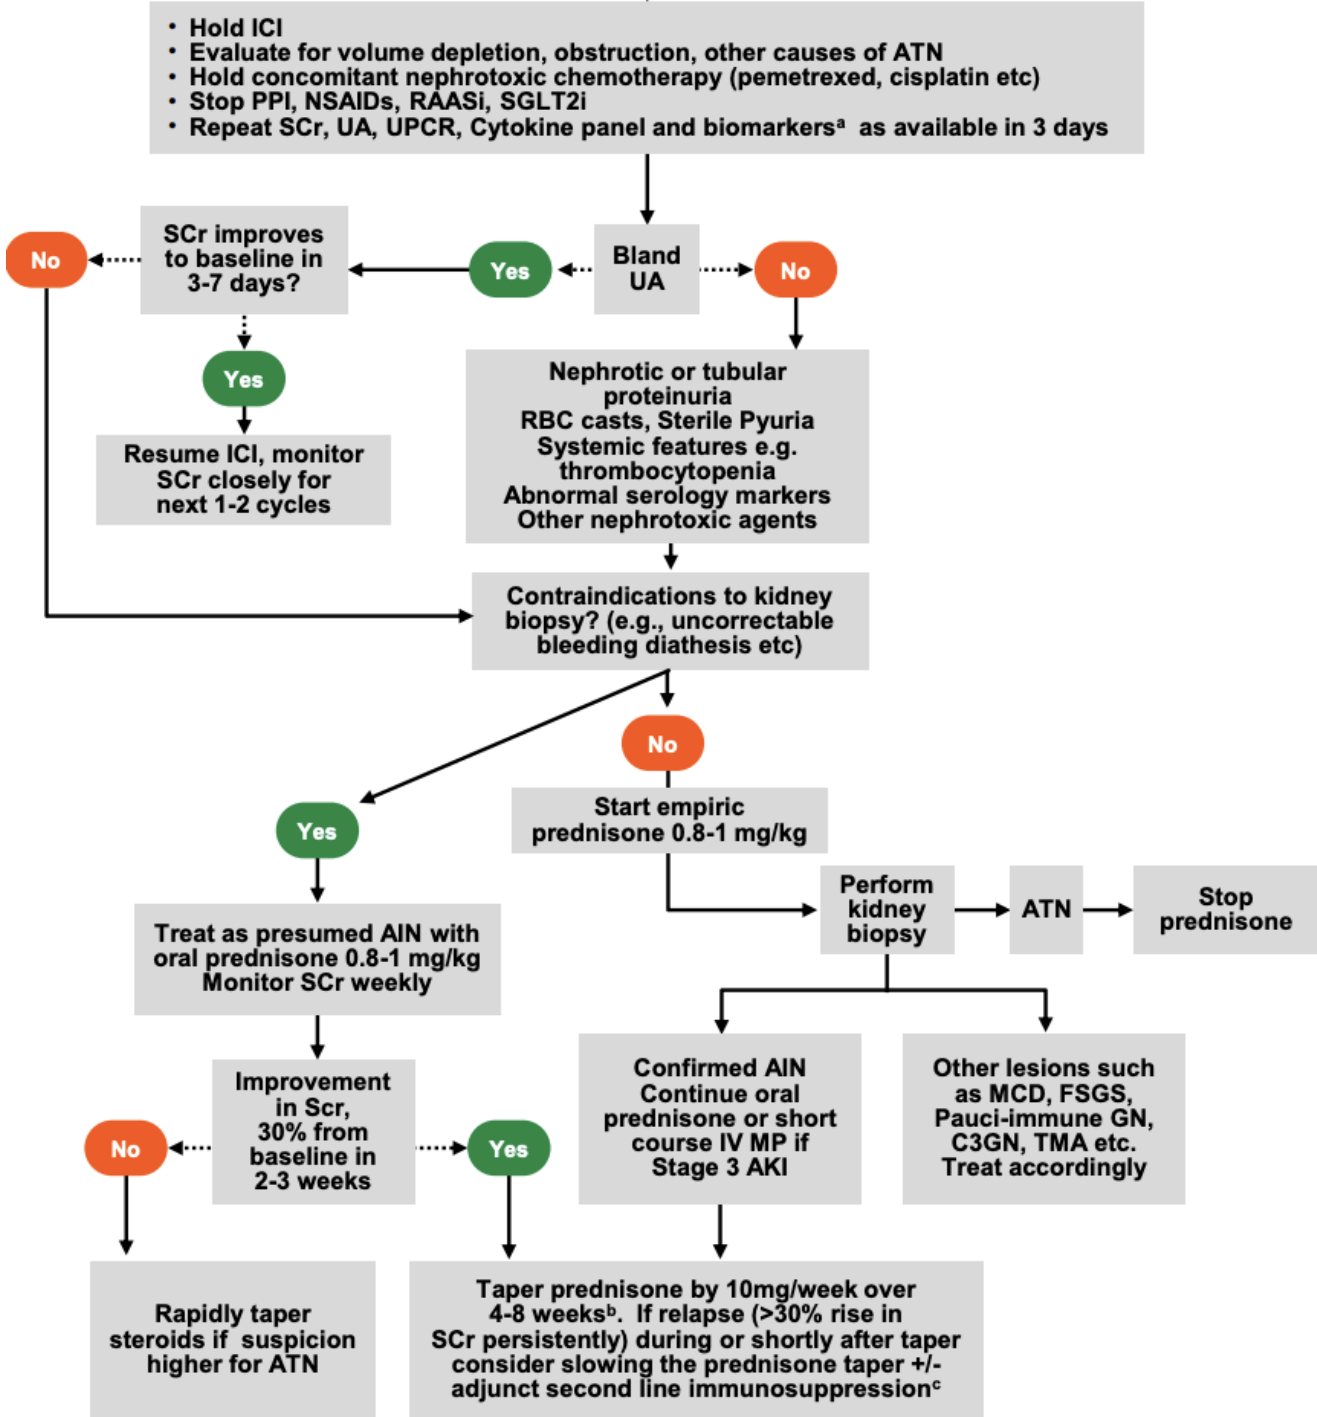 • Hold ICI
• Evaluate for volume depletion, obstruction, other causes of ATN
• Hold concomitant nephrotoxic chemotherapy (pemetrexed, cisplatin etc)
• Stop PPI, NSAIDs, RAASi, SGLT2i
• Repeat SCr, UA, UPCR, Cytokine panel and biomarkersᵃ as available in 3 days
No
SCr improves
to baseline in
3-7 days?
Yes
Bland
UA
No
Yes
Resume ICI, monitor
SCr closely for
next 1-2 cycles
Nephrotic or tubular
proteinuria
RBC casts, Sterile Pyuria
Systemic features e.g.
thrombocytopenia
Abnormal serology markers
Other nephrotoxic agents
Contraindications to kidney
biopsy? (e.g., uncorrectable
bleeding diathesis etc)
No
Start empiric
prednisone 0.8-1 mg/kg
Yes
Perform
kidney
biopsy
ATN
Stop
prednisone
Treat as presumed AIN with
oral prednisone 0.8-1 mg/kg
Monitor SCr weekly
Improvement
in Scr,
30% from
baseline in
2-3 weeks
No
Yes
Confirmed AIN
Continue oral
prednisone or short
course IV MP if
Stage 3 AKI
Other lesions such
as MCD, FSGS,
Pauci-immune GN,
C3GN, TMA etc.
Treat accordingly
Rapidly taper
steroids if suspicion
higher for ATN
Taper prednisone by 10mg/week over
4-8 weeksᵇ. If relapse (>30% rise in
SCr persistently) during or shortly after taper
consider slowing the prednisone taper +/-
adjunct second line immunosuppressionᶜ